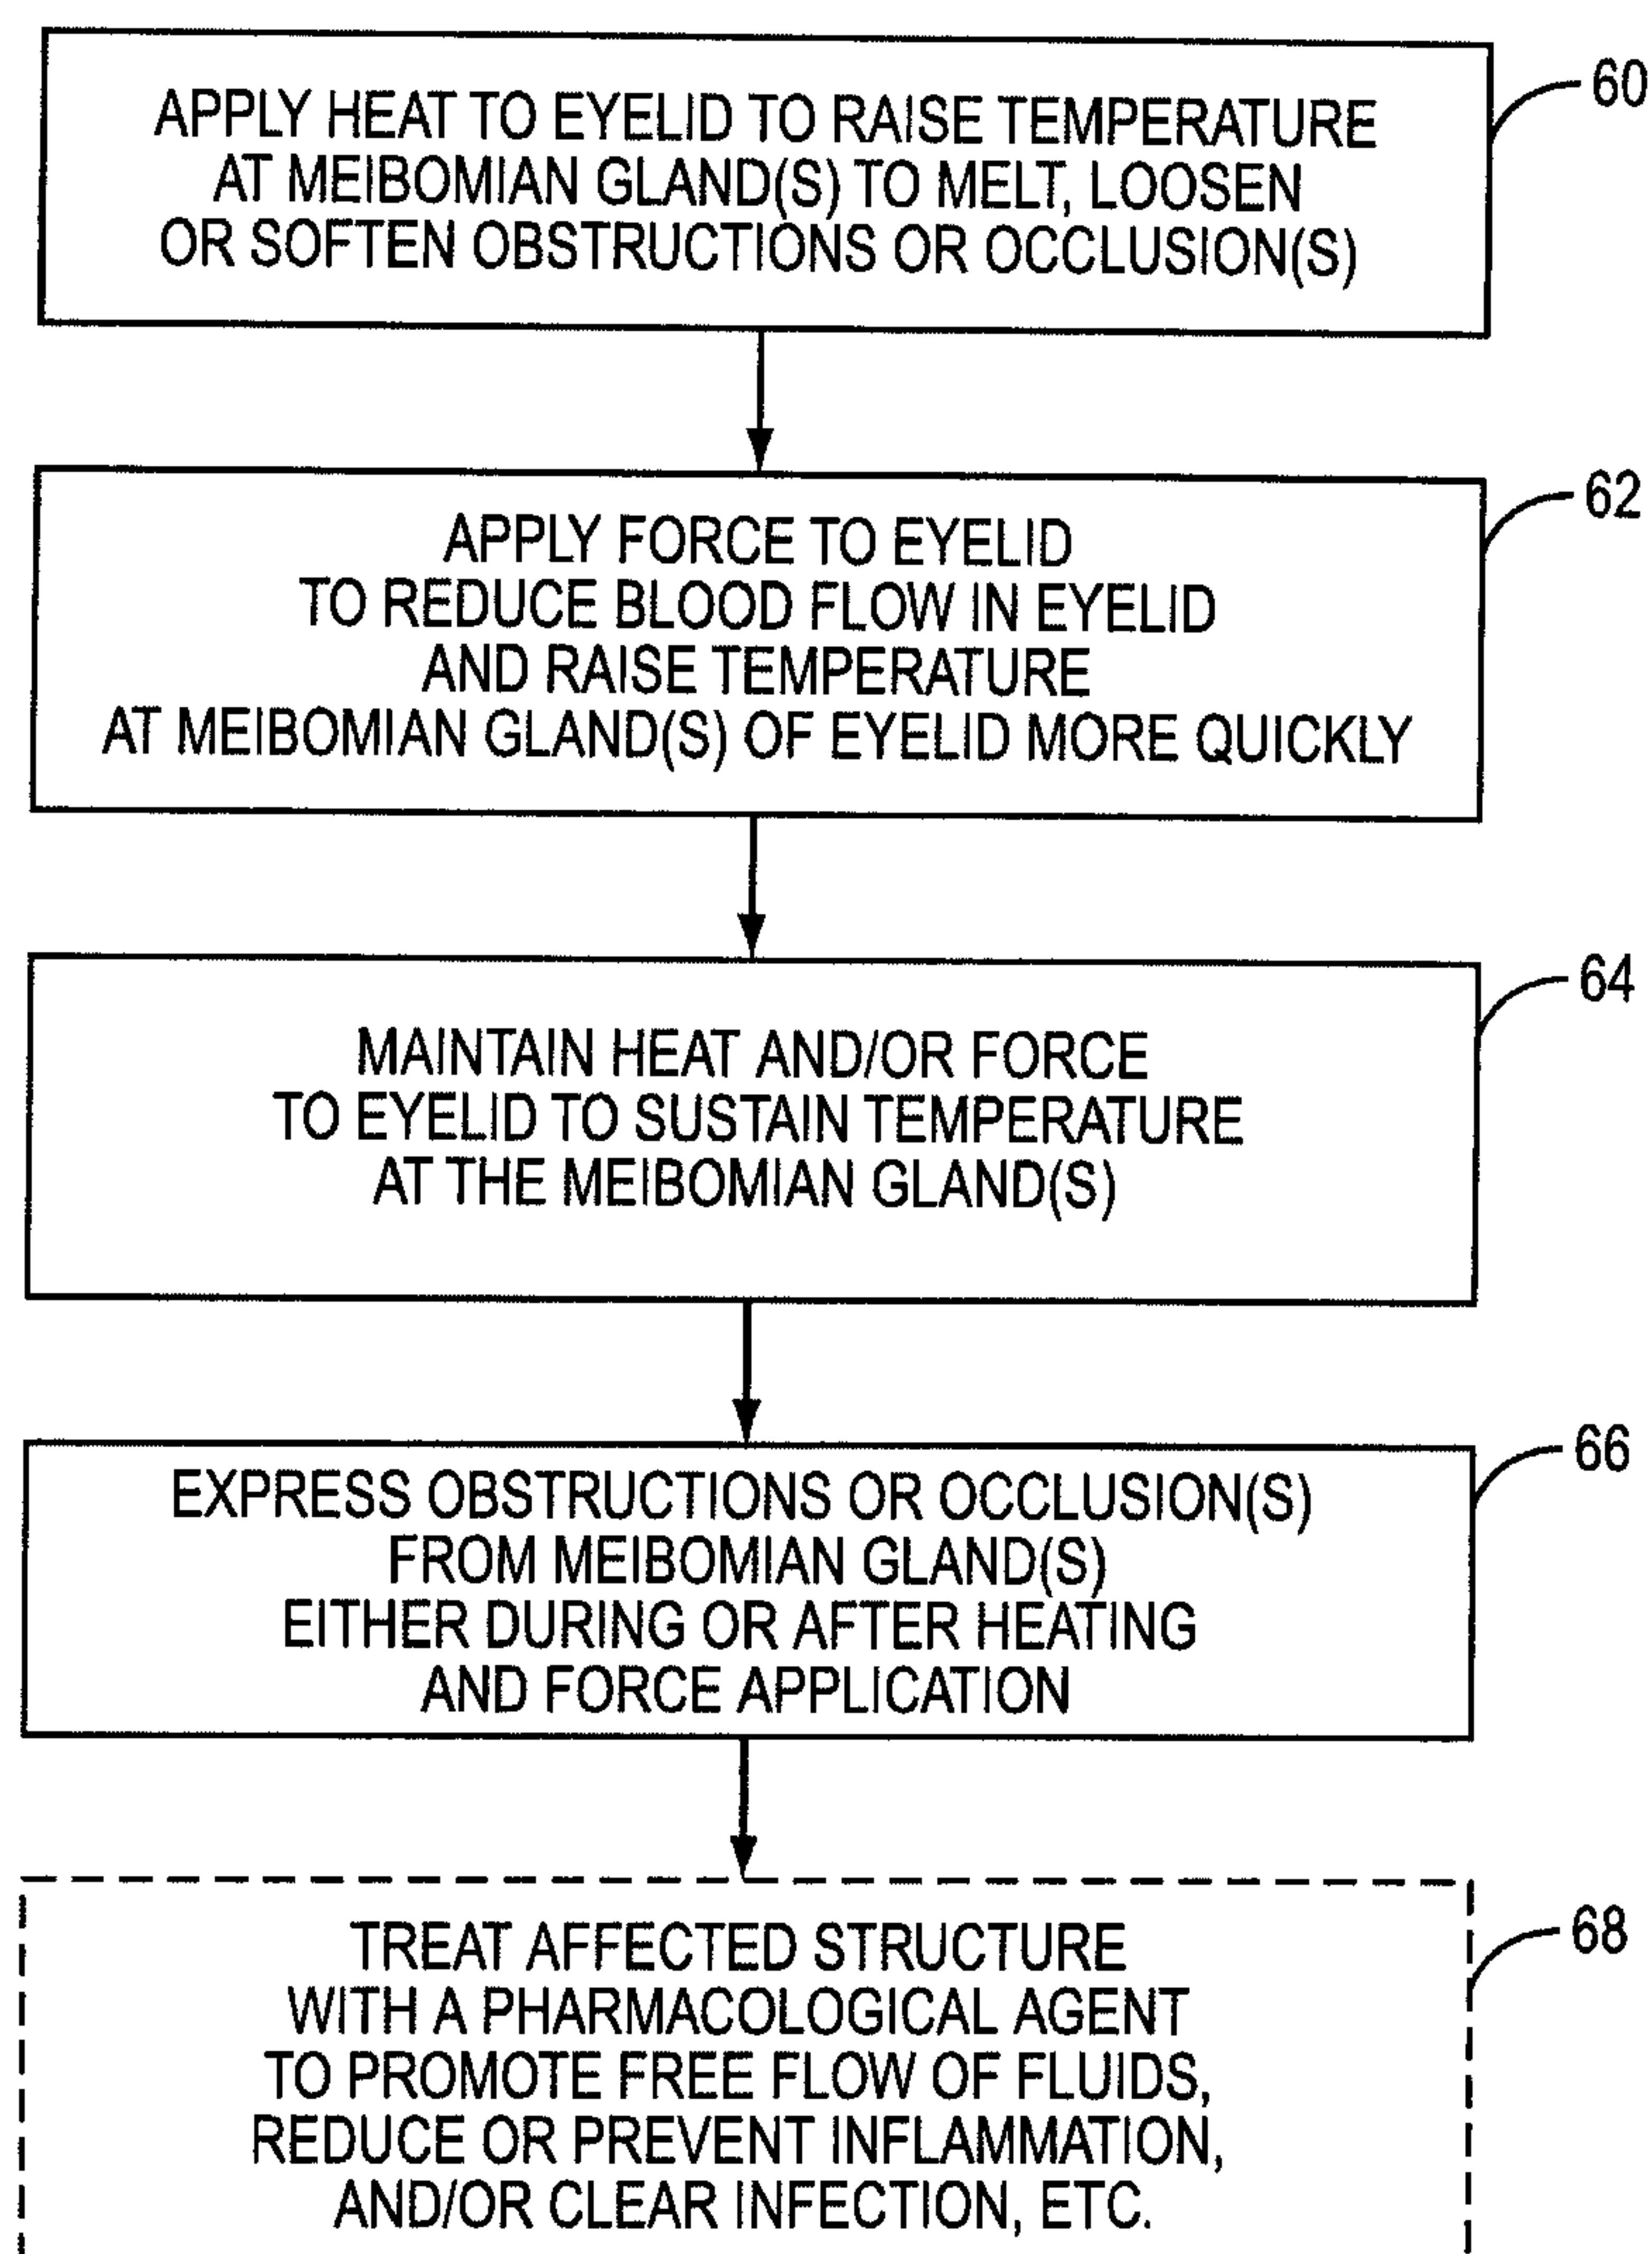 APPLY HEAT TO EYELID TO RAISE TEMPERATURE
AT MEIBOMIAN GLAND(S) TO MELT, LOOSEN
OR SOFTEN OBSTRUCTIONS OR OCCLUSION(S)
60
APPLY FORCE TO EYELID
TO REDUCE BLOOD FLOW IN EYELID
AND RAISE TEMPERATURE
AT MEIBOMIAN GLAND(S) OF EYELID MORE QUICKLY
62
MAINTAIN HEAT AND/OR FORCE
TO EYELID TO SUSTAIN TEMPERATURE
AT THE MEIBOMIAN GLAND(S)
64
EXPRESS OBSTRUCTIONS OR OCCLUSION(S)
FROM MEIBOMIAN GLAND(S)
EITHER DURING OR AFTER HEATING
AND FORCE APPLICATION
66
TREAT AFFECTED STRUCTURE
WITH A PHARMACOLOGICAL AGENT
TO PROMOTE FREE FLOW OF FLUIDS,
REDUCE OR PREVENT INFLAMMATION,
AND/OR CLEAR INFECTION, ETC.
68